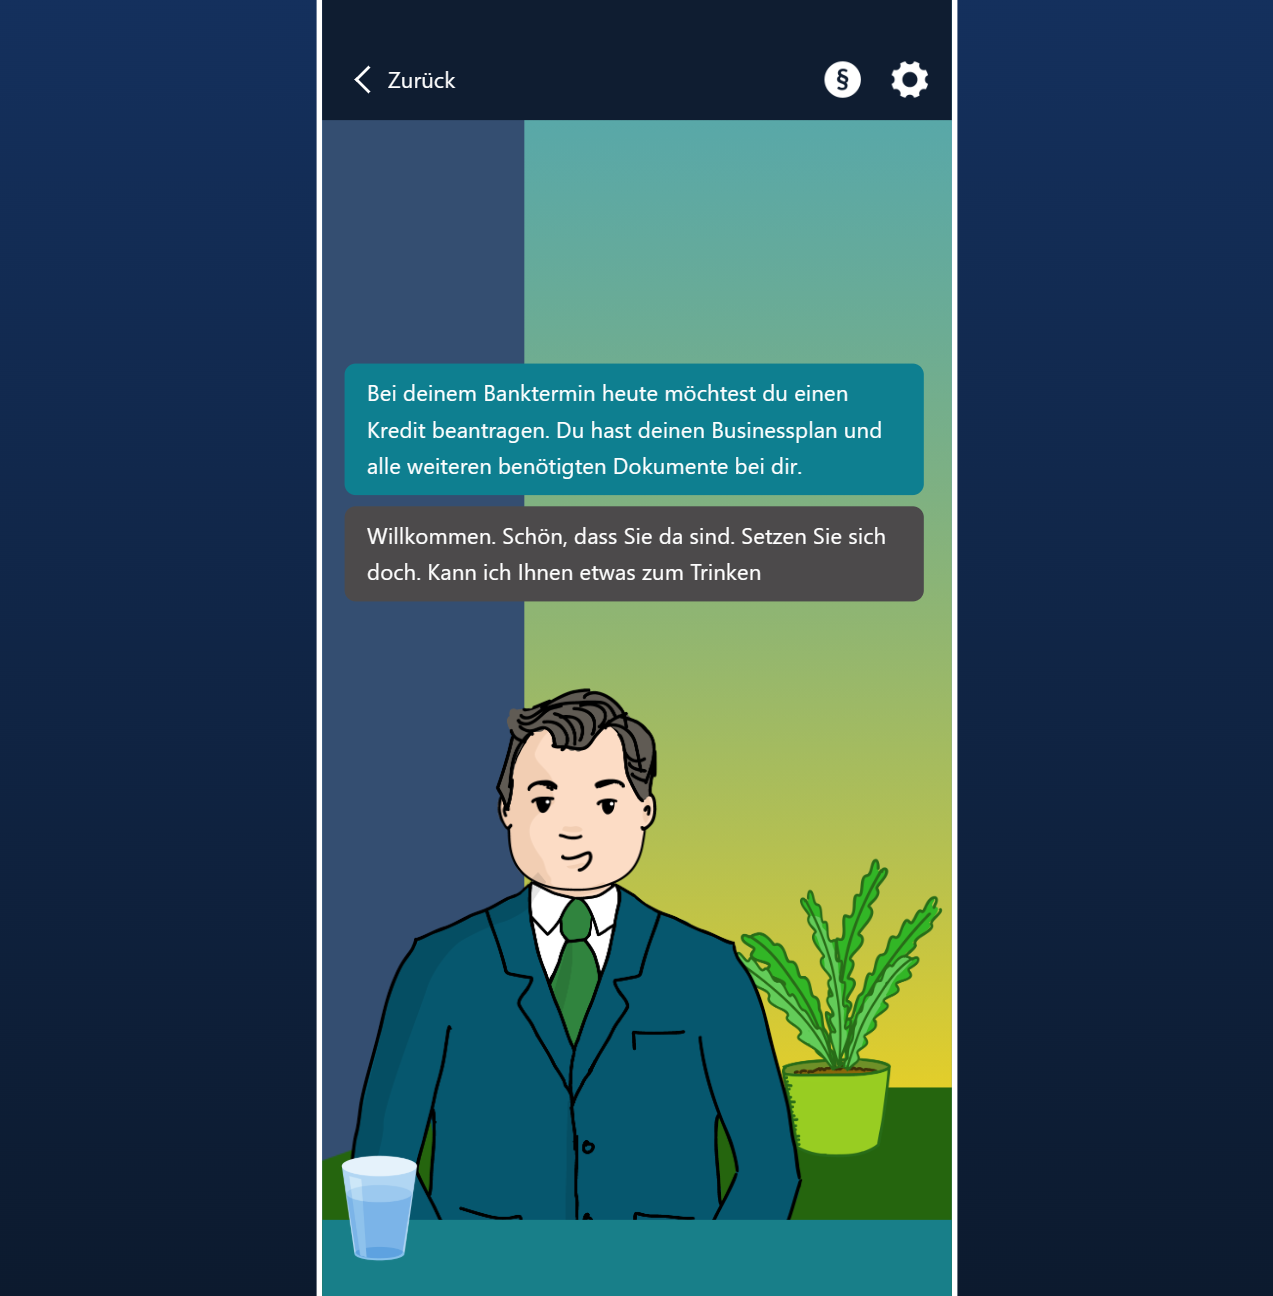 Zurück
§
Bei deinem Banktermin heute möchtest du einen
Kredit beantragen. Du hast deinen Businessplan und
alle weiteren benötigten Dokumente bei dir.
Willkommen. Schön, dass Sie da sind. Setzen Sie sich
doch. Kann ich Ihnen etwas zum Trinken